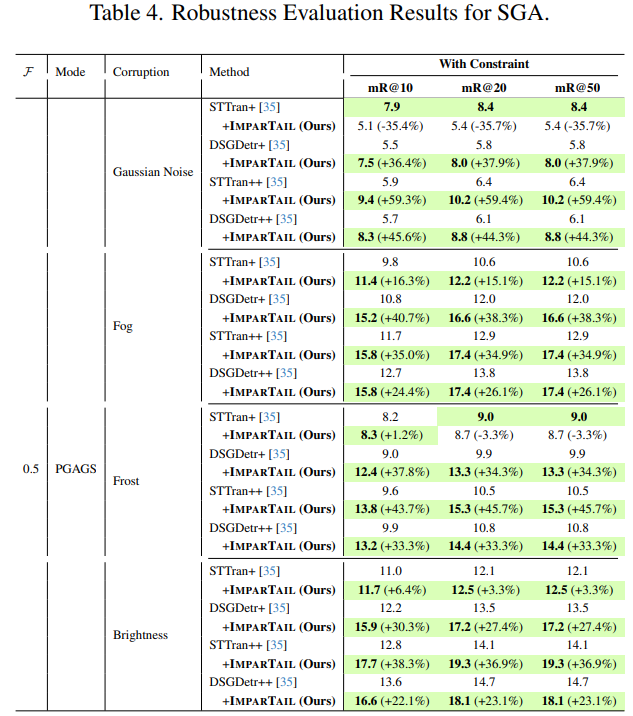 Table 4. Robustness Evaluation Results for SGA.
ℱ Mode Corruption Method With Constraint
mR@10 mR@20 mR@50
STTran+ [35] 7.9 8.4 8.4
+IMPARTAIL (Ours) 5.1 (-35.4%) 5.4 (-35.7%) 5.4 (-35.7%)
DSGDetr+ [35] 5.5 5.8 5.8
Gaussian Noise +IMPARTAIL (Ours) 7.5 (+36.4%) 8.0 (+37.9%) 8.0 (+37.9%)
STTran++ [35] 5.9 6.4 6.4
+IMPARTAIL (Ours) 9.4 (+59.3%) 10.2 (+59.4%) 10.2 (+59.4%)
DSGDetr++ [35] 5.7 6.1 6.1
+IMPARTAIL (Ours) 8.3 (+45.6%) 8.8 (+44.3%) 8.8 (+44.3%)
STTran+ [35] 9.8 10.6 10.6
+IMPARTAIL (Ours) 11.4 (+16.3%) 12.2 (+15.1%) 12.2 (+15.1%)
DSGDetr+ [35] 10.8 12.0 12.0
Fog +IMPARTAIL (Ours) 15.2 (+40.7%) 16.6 (+38.3%) 16.6 (+38.3%)
STTran++ [35] 11.7 12.9 12.9
+IMPARTAIL (Ours) 15.8 (+35.0%) 17.4 (+34.9%) 17.4 (+34.9%)
DSGDetr++ [35] 12.7 13.8 13.8
+IMPARTAIL (Ours) 15.8 (+24.4%) 17.4 (+26.1%) 17.4 (+26.1%)
STTran+ [35] 8.2 9.0 9.0
+IMPARTAIL (Ours) 8.3 (+1.2%) 8.7 (-3.3%) 8.7 (-3.3%)
DSGDetr+ [35] 9.0 9.9 9.9
0.5 PGAGS Frost +IMPARTAIL (Ours) 12.4 (+37.8%) 13.3 (+34.3%) 13.3 (+34.3%)
STTran++ [35] 9.6 10.5 10.5
+IMPARTAIL (Ours) 13.8 (+43.7%) 15.3 (+45.7%) 15.3 (+45.7%)
DSGDetr++ [35] 9.9 10.8 10.8
+IMPARTAIL (Ours) 13.2 (+33.3%) 14.4 (+33.3%) 14.4 (+33.3%)
STTran+ [35] 11.0 12.1 12.1
+IMPARTAIL (Ours) 11.7 (+6.4%) 12.5 (+3.3%) 12.5 (+3.3%)
DSGDetr+ [35] 12.2 13.5 13.5
Brightness +IMPARTAIL (Ours) 15.9 (+30.3%) 17.2 (+27.4%) 17.2 (+27.4%)
STTran++ [35] 12.8 14.1 14.1
+IMPARTAIL (Ours) 17.7 (+38.3%) 19.3 (+36.9%) 19.3 (+36.9%)
DSGDetr++ [35] 13.6 14.7 14.7
+IMPARTAIL (Ours) 16.6 (+22.1%) 18.1 (+23.1%) 18.1 (+23.1%)